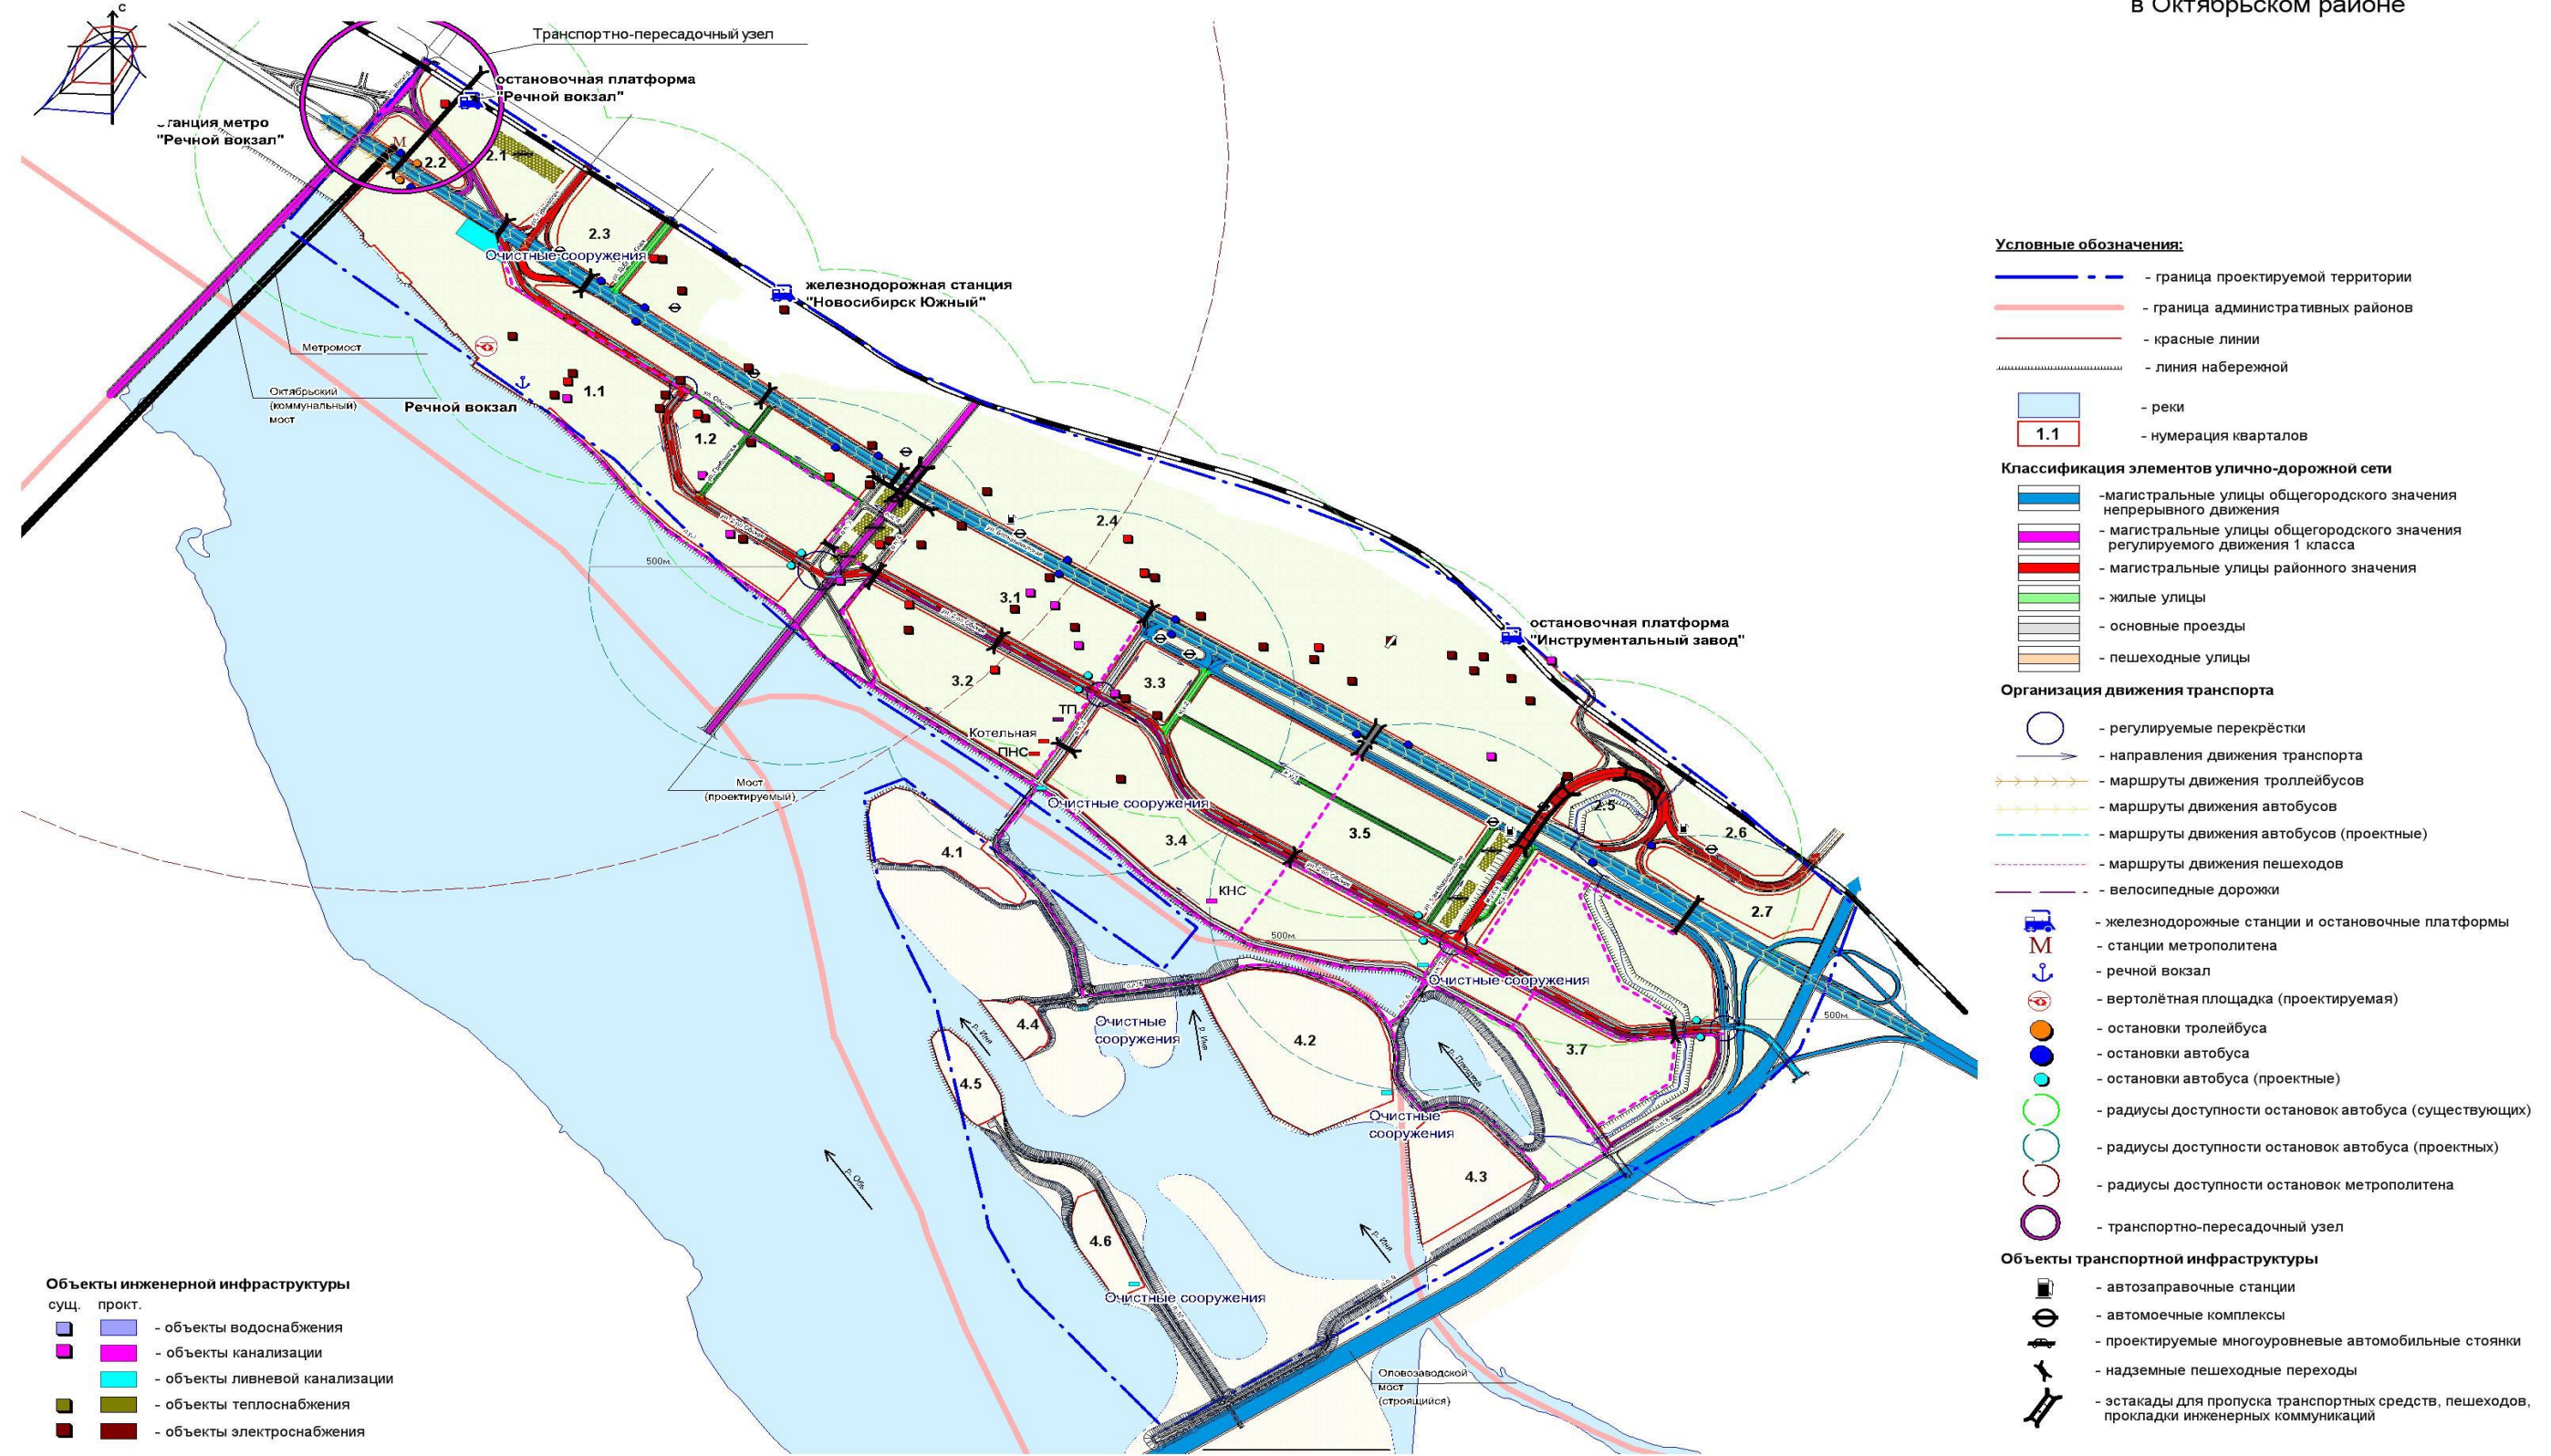 в Октябрьском районе
С
Транспортно-пересадочный узел
остановочная платформа
"Речной вокзал"
танция метро
"Речной вокзал"
М
2.2
2.1
2.3
Очистные сооружения
железнодорожная станция
"Новосибирск Южный"
Метромост
Октябрьский
(коммунальный)
мост
Речной вокзал
1.1
1.2
2.4
500м.
3.1
3.2
3.3
остановочная платформа
"Инструментальный завод"
ТП
Котельная
ПНС
Мост
(проектируемый)
Очистные сооружения
3.4
3.5
2.5
2.6
2.7
4.1
КНС
500м.
Очистные сооружения
4.4
Очистные
сооружения
4.2
500м.
3.7
4.5
р. Иня
р. Иня
р. Плющиха
Очистные
сооружения
4.3
р. Обь
4.6
р. Иня
Очистные сооружения
Оловозаводской
мост
(строящийся)
Условные обозначения:
- граница проектируемой территории
- граница административных районов
- красные линии
- линия набережной
- реки
1.1 - нумерация кварталов
Классификация элементов улично-дорожной сети
-магистральные улицы общегородского значения
непрерывного движения
- магистральные улицы общегородского значения
регулируемого движения 1 класса
- магистральные улицы районного значения
- жилые улицы
- основные проезды
- пешеходные улицы
Организация движения транспорта
- регулируемые перекрёстки
- направления движения транспорта
- маршруты движения троллейбусов
- маршруты движения автобусов
- маршруты движения автобусов (проектные)
- маршруты движения пешеходов
- велосипедные дорожки
- железнодорожные станции и остановочные платформы
М - станции метрополитена
- речной вокзал
- вертолётная площадка (проектируемая)
- остановки тролейбуса
- остановки автобуса
- остановки автобуса (проектные)
- радиусы доступности остановок автобуса (существующих)
- радиусы доступности остановок автобуса (проектных)
- радиусы доступности остановок метрополитена
- транспортно-пересадочный узел
Объекты транспортной инфраструктуры
- автозаправочные станции
- автомоечные комплексы
- проектируемые многоуровневые автомобильные стоянки
- надземные пешеходные переходы
- эстакады для пропуска транспортных средств, пешеходов,
прокладки инженерных коммуникаций
Объекты инженерной инфраструктуры
сущ. прокт.
- объекты водоснабжения
- объекты канализации
- объекты ливневой канализации
- объекты теплоснабжения
- объекты электроснабжения